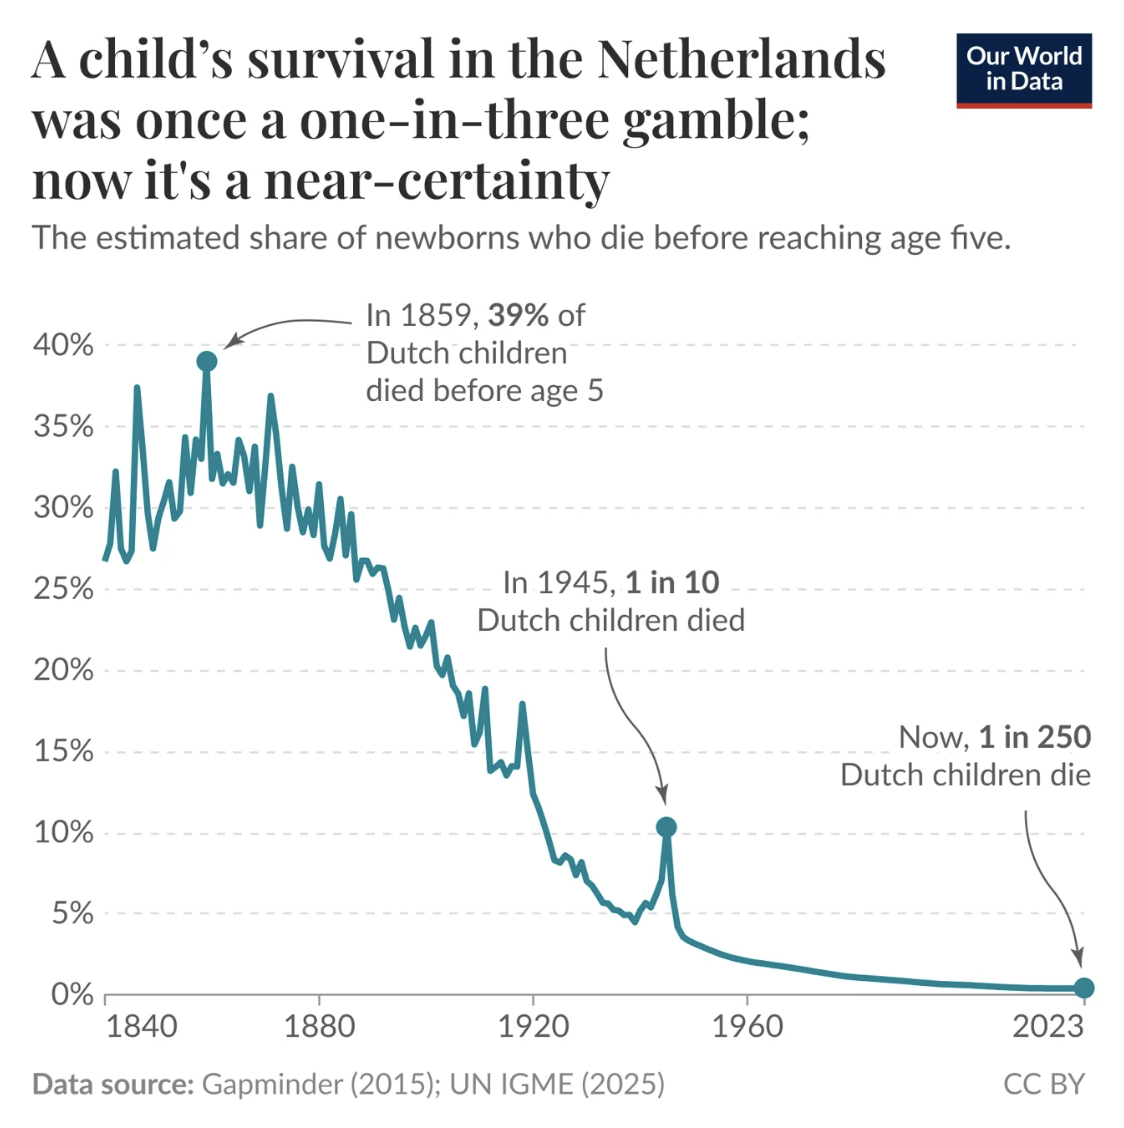 A child’s survival in the Netherlands
was once a one-in-three gamble;
now it's a near-certainty
Our World
in Data
The estimated share of newborns who die before reaching age five.
In 1859, 39% of
Dutch children
died before age 5
40%
35%
30%
25%
20%
15%
10%
5%
0%
In 1945, 1 in 10
Dutch children died
Now, 1 in 250
Dutch children die
1840
1880
1920
1960
2023
Data source: Gapminder (2015); UN IGME (2025)
CC BY